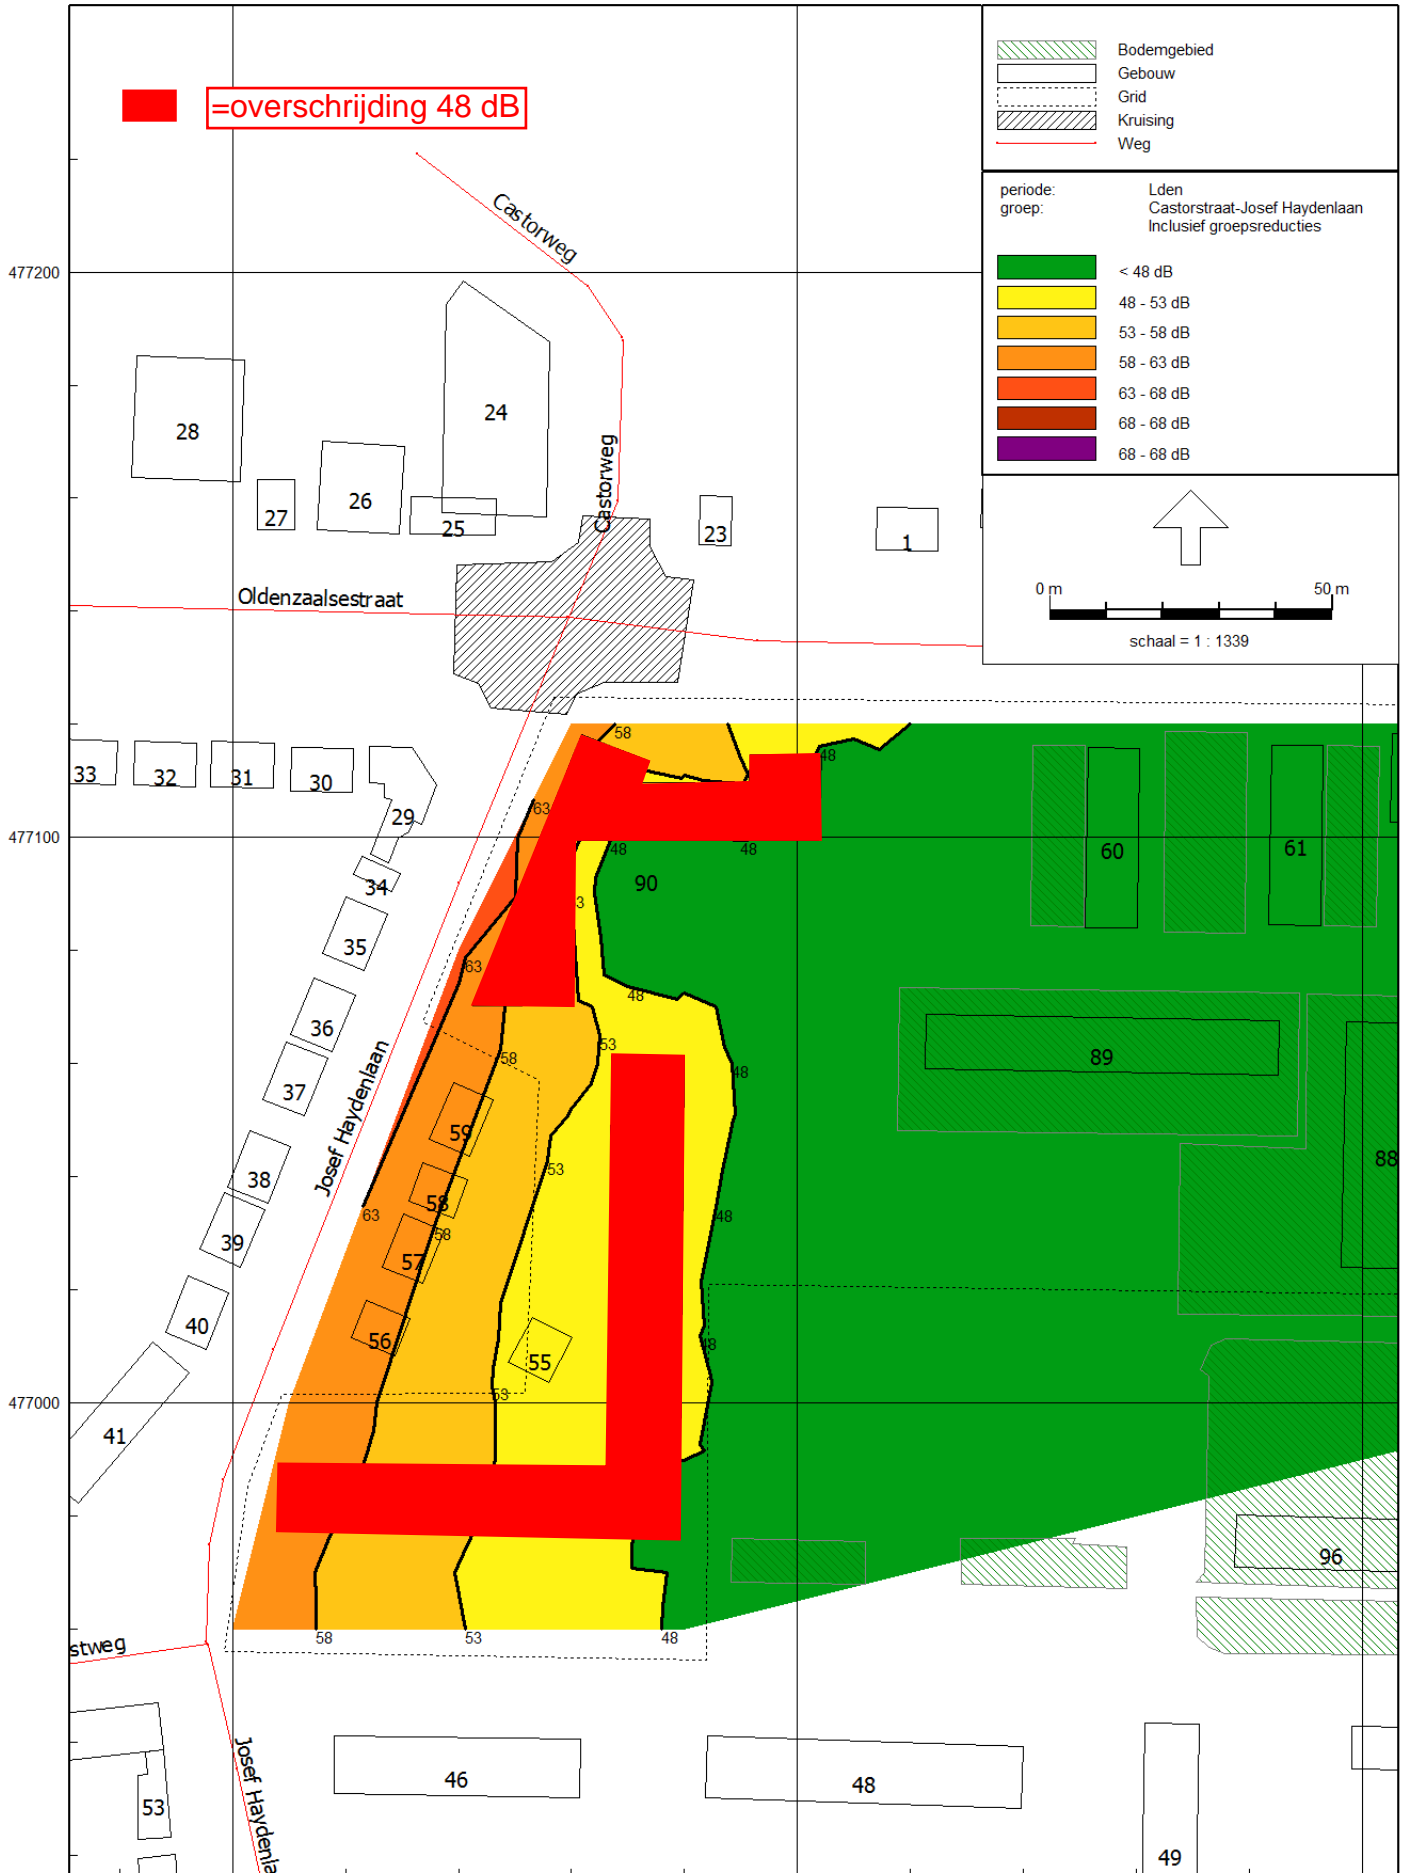 =overschrijding 48 dB
Bodemgebied
Gebouw
Grid
Kruising
Weg
periode: Lden
groep: Castorstraat-Josef Haydenlaan
Inclusief groepsreducties
< 48 dB
48 - 53 dB
53 - 58 dB
58 - 63 dB
63 - 68 dB
68 - 68 dB
68 - 68 dB
0 m 50 m
schaal = 1 : 1339
Castorweg
477200
28
24
Castorweg
27
26
25
23
1
Oldenzaalsestraat
58
48
33
32
31
30
29
63
477100
48
48
60
61
34
90
3
35
63
48
36
53
58
48
89
37
Josef Haydenlaan
59
38
53
88
58
63
48
39
58
57
40
56
55
48
477000
53
41
96
58
53
48
stweg
Josef Haydenla
46
48
53
49